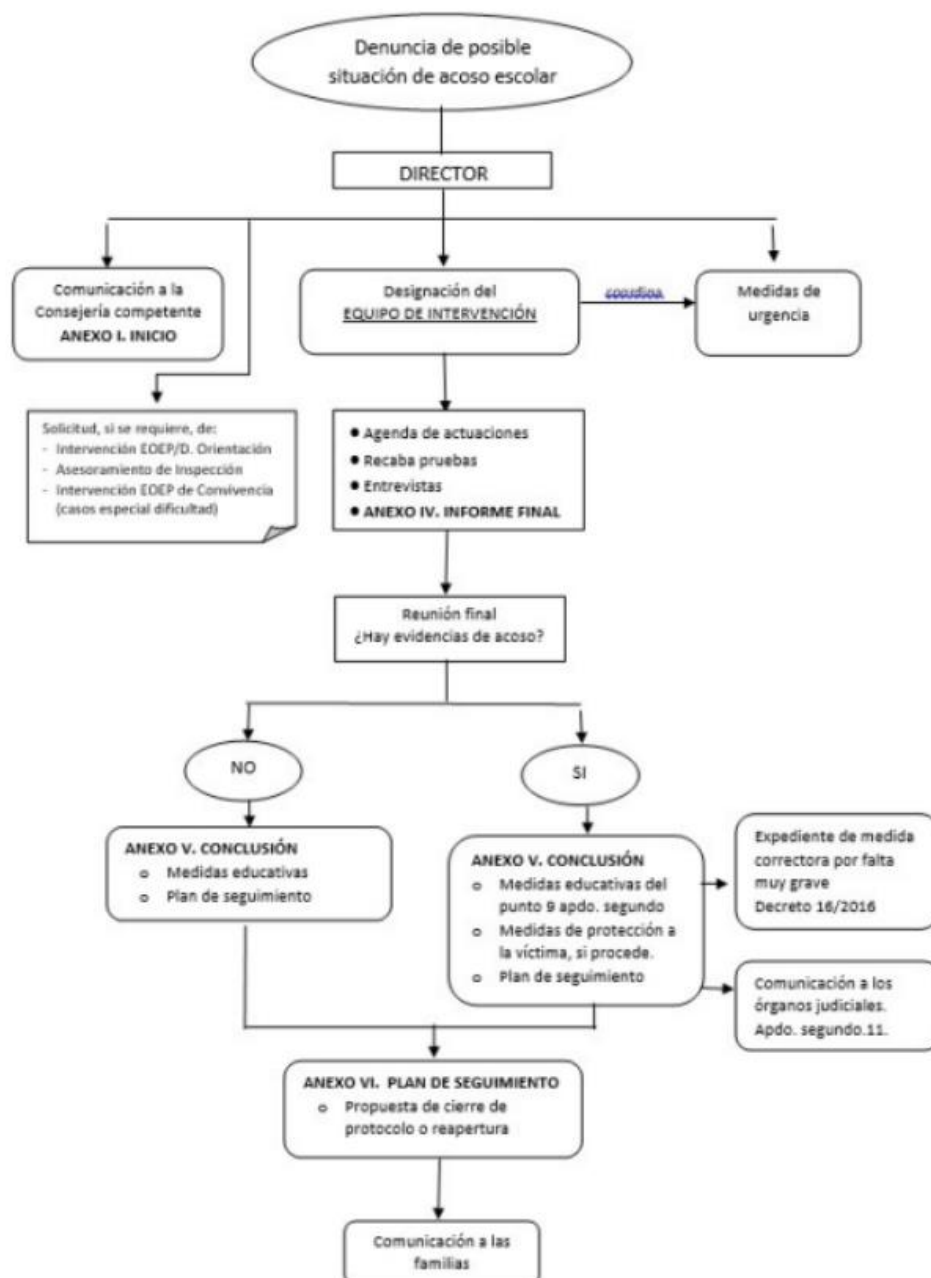 Denuncia de posible
situación de acoso escolar
DIRECTOR
Comunicación a la
Consejería competente
ANEXO I. INICIO
Designación del
EQUIPO DE INTERVENCIÓN
coordina
Medidas de
urgencia
Solicitud, si se requiere, de:
- Intervención EOEP/D. Orientación
- Asesoramiento de Inspección
- Intervención EOEP de Convivencia
(casos especial dificultad)
● Agenda de actuaciones
● Recaba pruebas
● Entrevistas
● ANEXO IV. INFORME FINAL
Reunión final
¿Hay evidencias de acoso?
NO
SI
ANEXO V. CONCLUSIÓN
o Medidas educativas
o Plan de seguimiento
ANEXO V. CONCLUSIÓN
o Medidas educativas del
punto 9 apdo. segundo
o Medidas de protección a
la víctima, si procede.
o Plan de seguimiento
Expediente de medida
correctora por falta
muy grave
Decreto 16/2016
Comunicación a los
órganos judiciales.
Apdo. segundo.11.
ANEXO VI. PLAN DE SEGUIMIENTO
o Propuesta de cierre de
protocolo o reapertura
Comunicación a las
familias